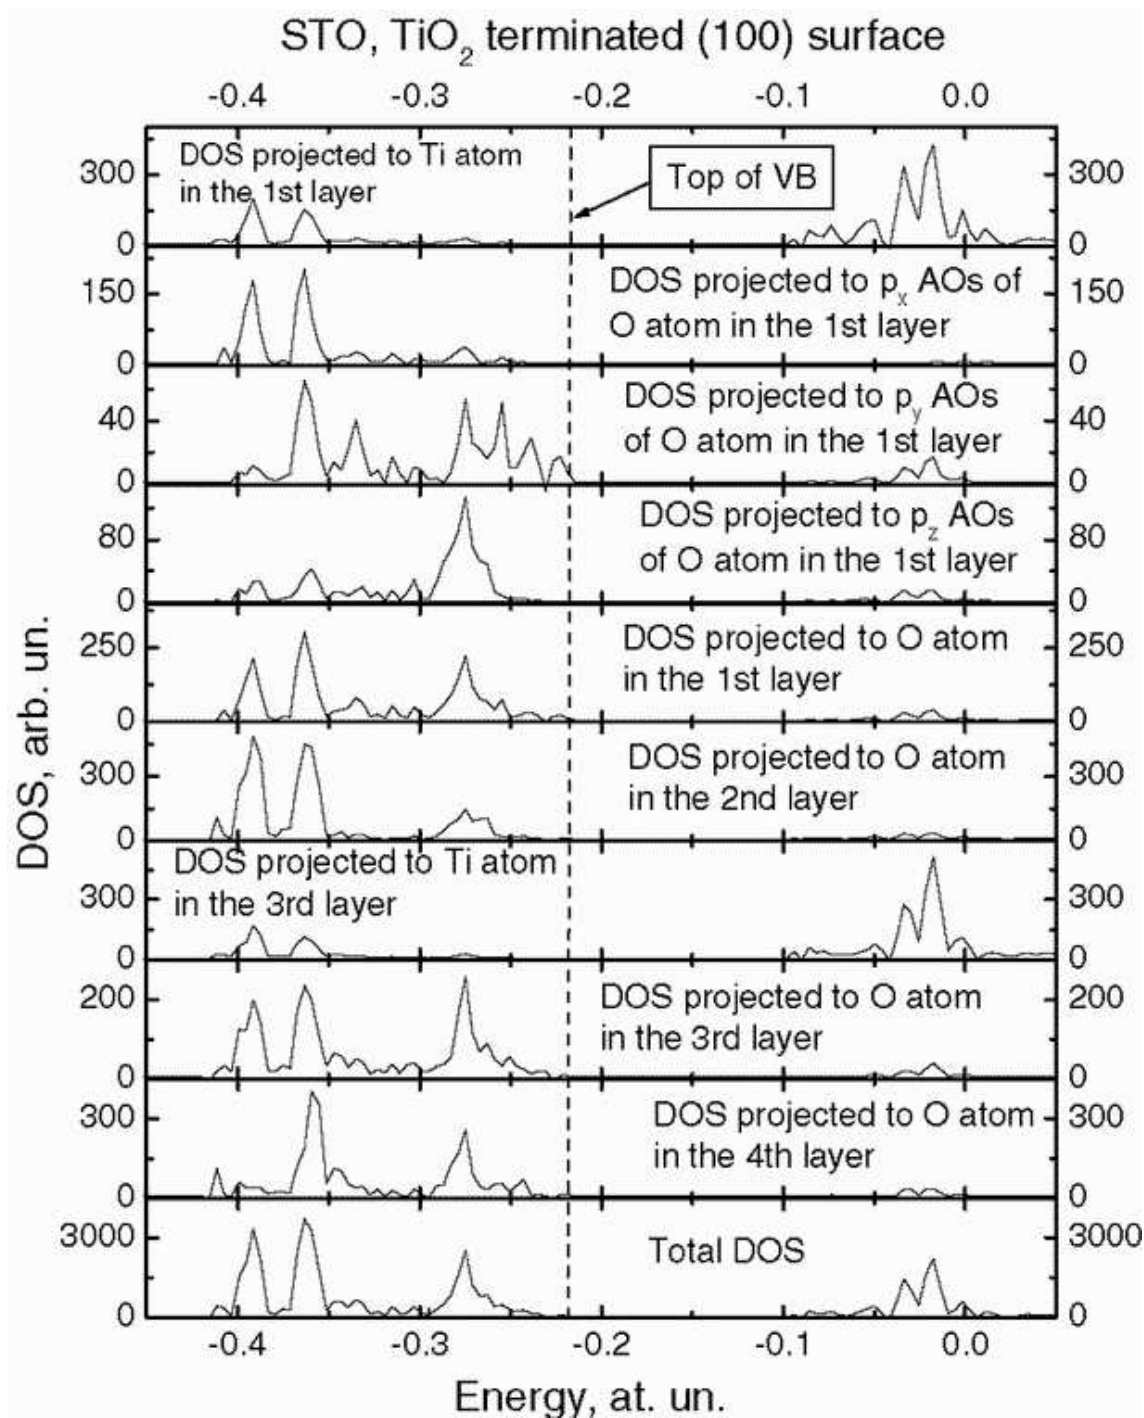 STO, TiO₂ terminated (100) surface
-0.4 -0.3 -0.2 -0.1 0.0
DOS projected to Ti atom
in the 1st layer
Top of VB
300 300
0 0
DOS projected to pₓ AOs of
O atom in the 1st layer
150 150
0 0
DOS projected to p_y AOs
of O atom in the 1st layer
40 40
0 0
DOS projected to p_z AOs
of O atom in the 1st layer
80 80
0 0
DOS projected to O atom
in the 1st layer
250 250
0 0
DOS projected to O atom
in the 2nd layer
300 300
0 0
DOS projected to Ti atom
in the 3rd layer
300 300
0 0
DOS projected to O atom
in the 3rd layer
200 200
0 0
DOS projected to O atom
in the 4th layer
300 300
0 0
Total DOS
3000 3000
0 0
-0.4 -0.3 -0.2 -0.1 0.0
Energy, at. un.
DOS, arb. un.